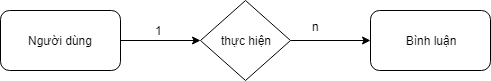 Người dùng
1
thực hiện
n
Bình luận